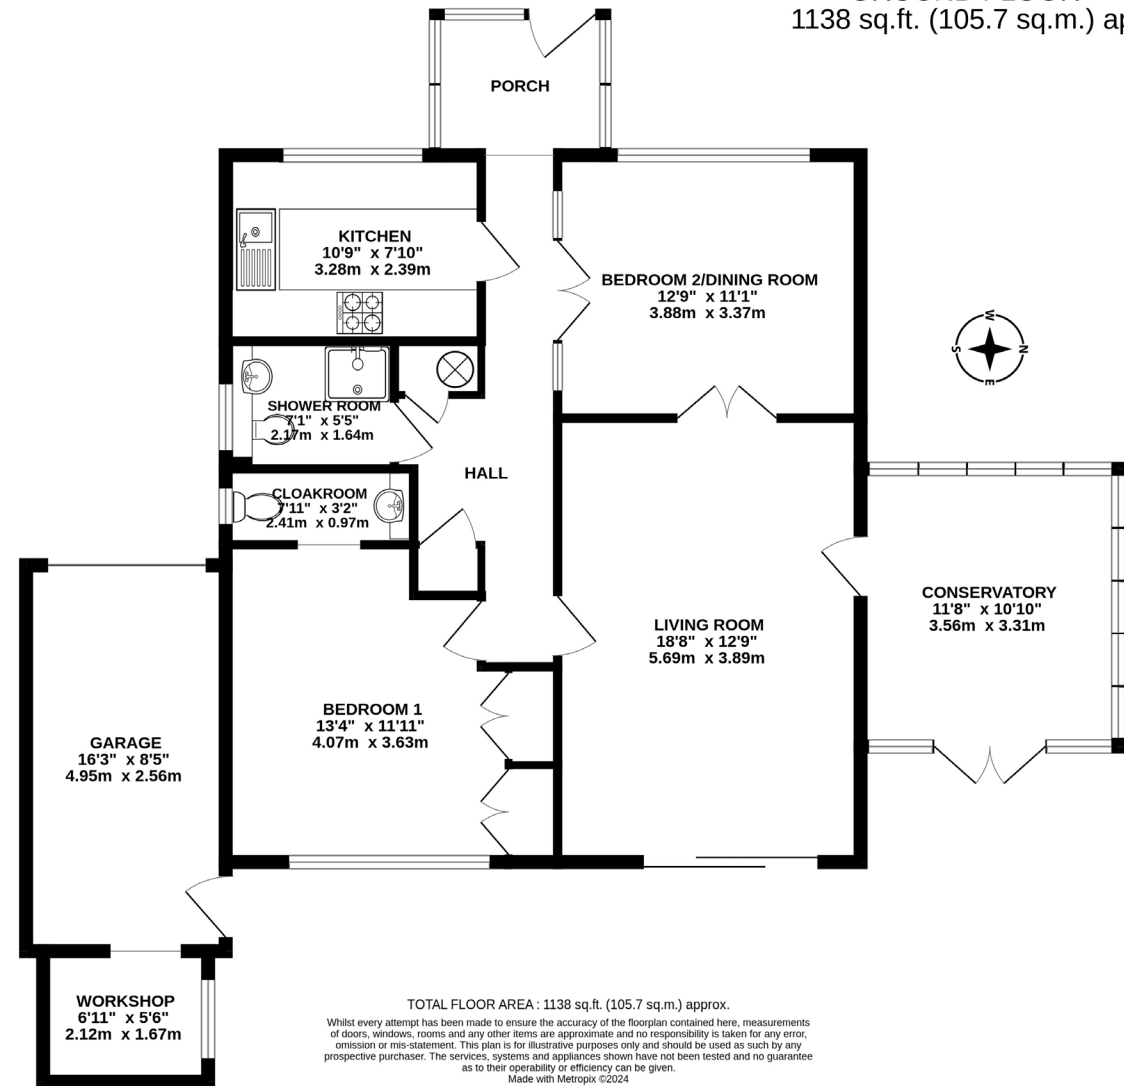 1138 sq.ft. (105.7 sq.m.) ap
PORCH
KITCHEN
10'9" x 7'10"
3.28m x 2.39m
BEDROOM 2/DINING ROOM
12'9" x 11'1"
3.88m x 3.37m
W
S
N
E
SHOWER ROOM
7'1" x 5'5"
2.17m x 1.64m
HALL
CLOAKROOM
7'11" x 3'2"
2.41m x 0.97m
CONSERVATORY
11'8" x 10'10"
3.56m x 3.31m
LIVING ROOM
18'8" x 12'9"
5.69m x 3.89m
BEDROOM 1
13'4" x 11'11"
4.07m x 3.63m
GARAGE
16'3" x 8'5"
4.95m x 2.56m
WORKSHOP
6'11" x 5'6"
2.12m x 1.67m
TOTAL FLOOR AREA : 1138 sq.ft. (105.7 sq.m.) approx.
Whilst every attempt has been made to ensure the accuracy of the floorplan contained here, measurements
of doors, windows, rooms and any other items are approximate and no responsibility is taken for any error,
omission or mis-statement. This plan is for illustrative purposes only and should be used as such by any
prospective purchaser. The services, systems and appliances shown have not been tested and no guarantee
as to their operability or efficiency can be given.
Made with Metropix ©2024